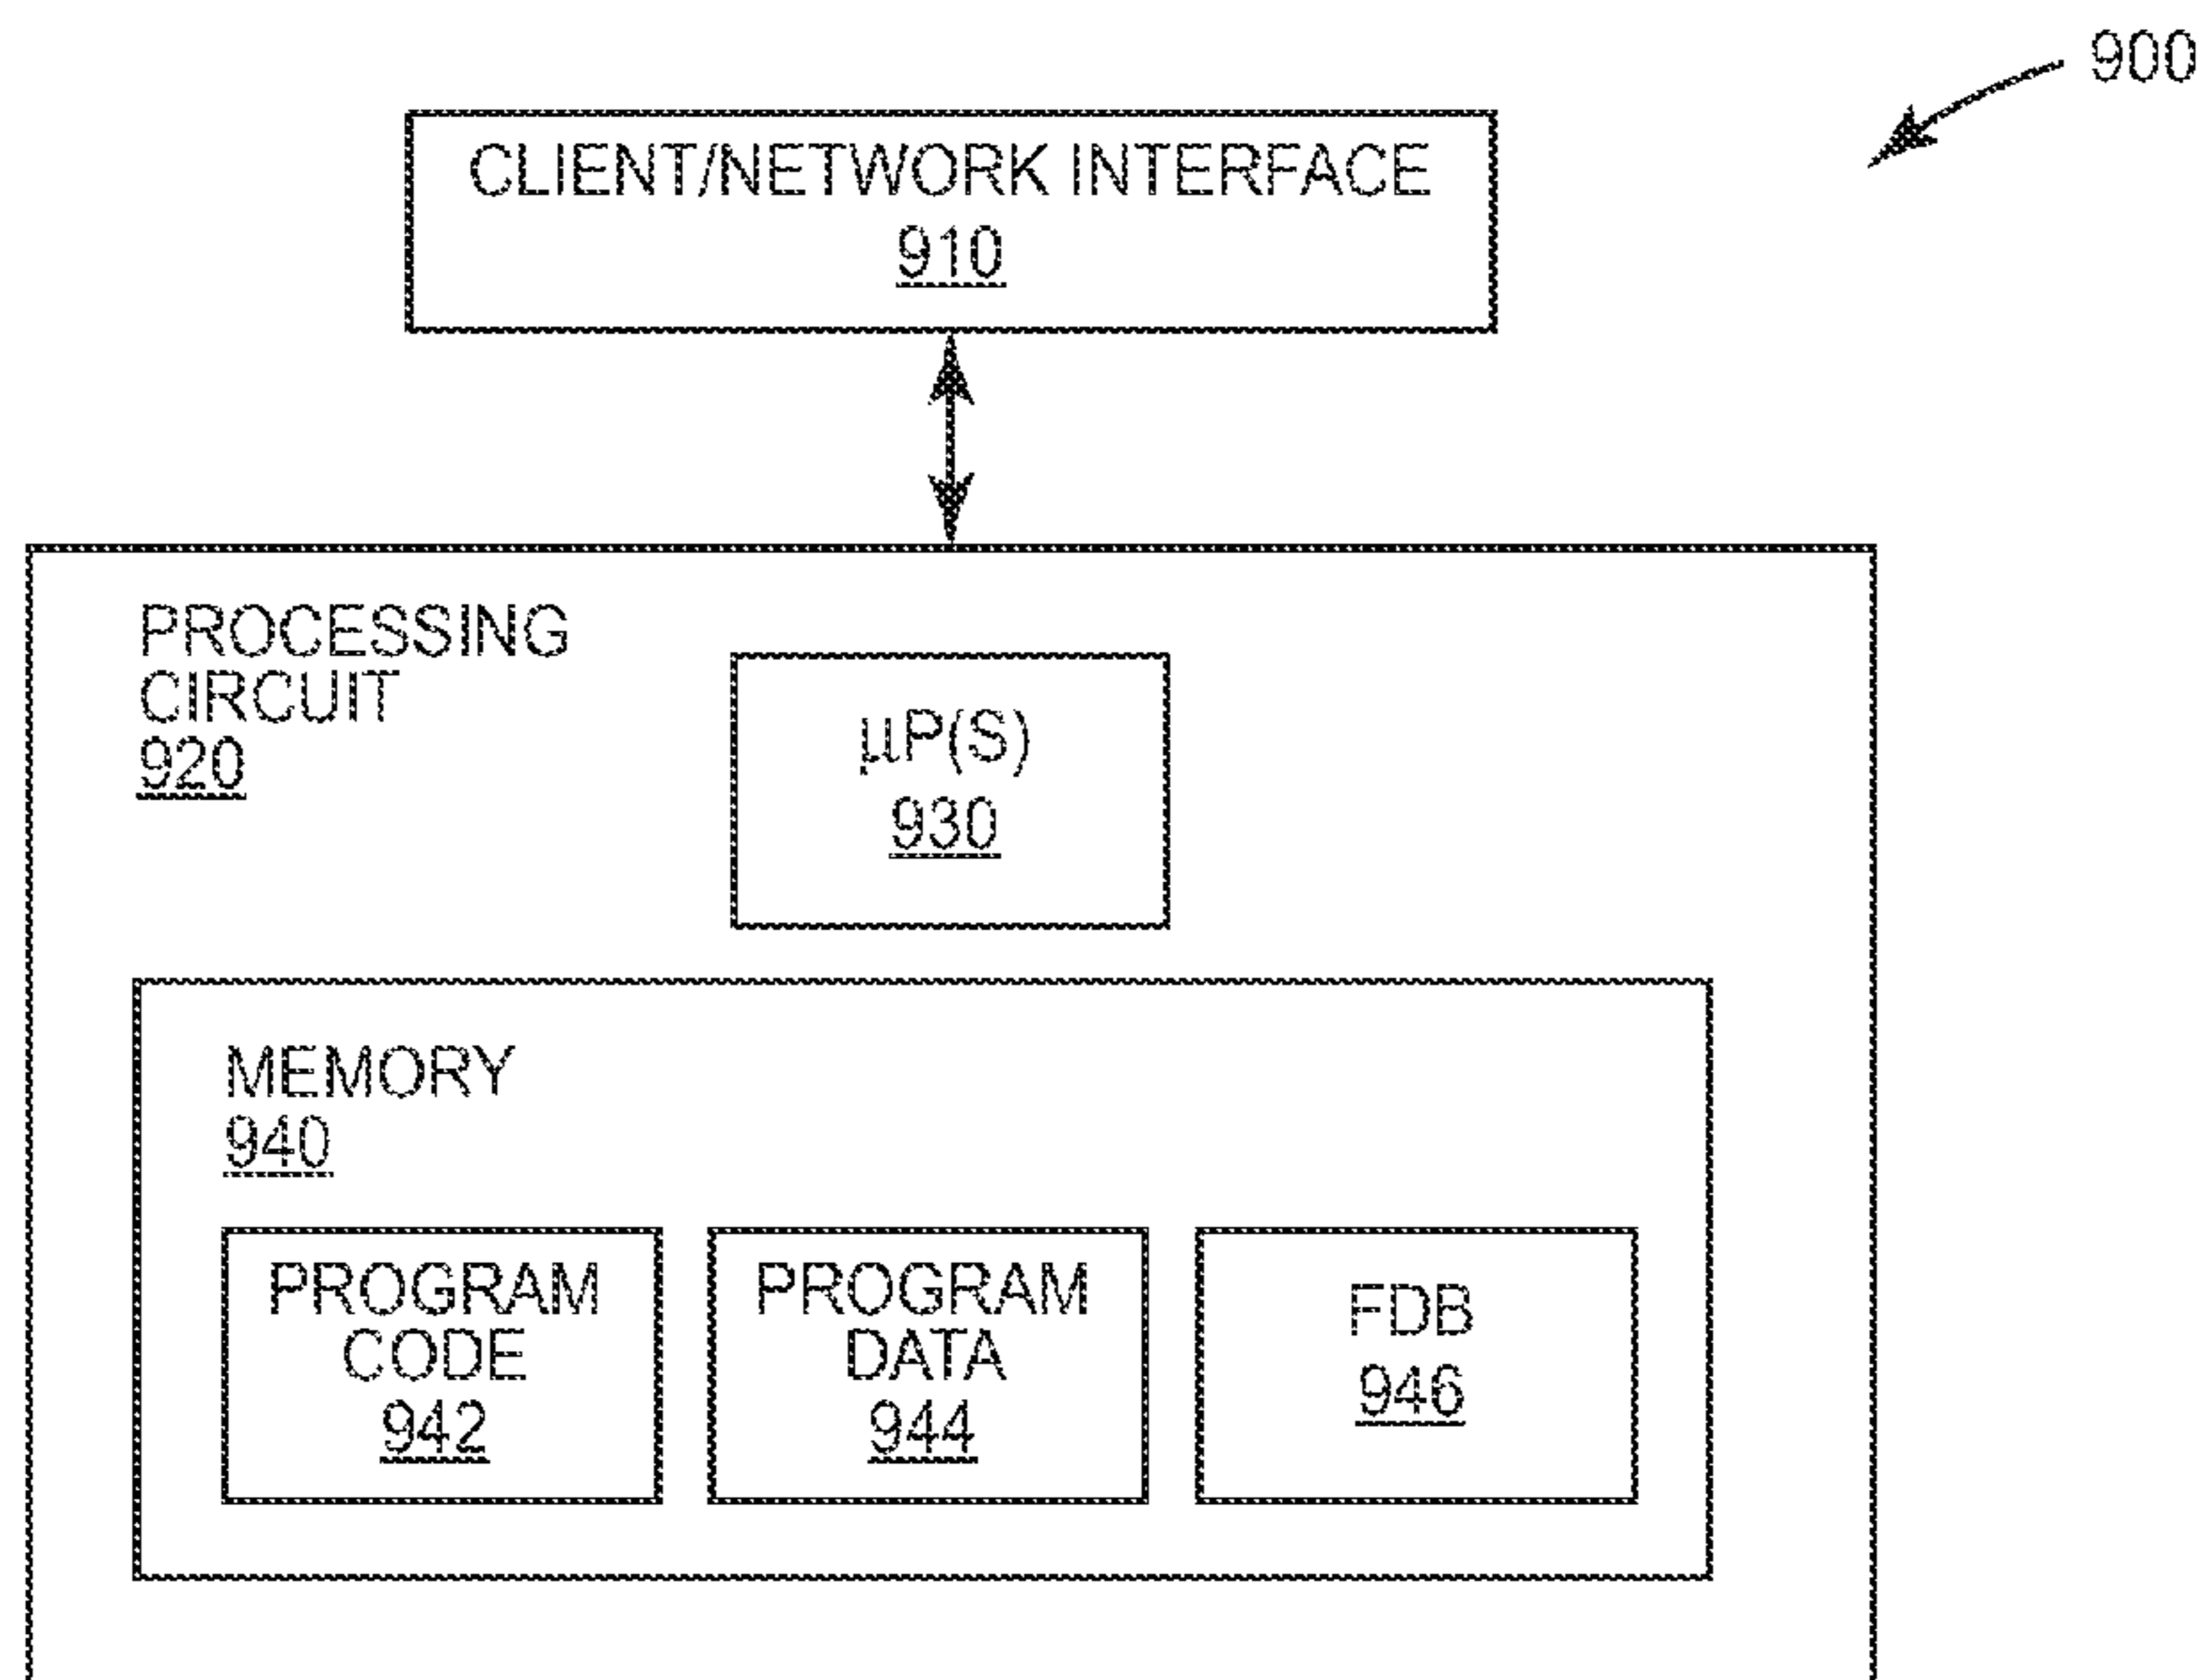 900
CLIENT/NETWORK INTERFACE
910
PROCESSING
CIRCUIT
920
µP(S)
930
MEMORY
940
PROGRAM
CODE
942
PROGRAM
DATA
944
FDB
946